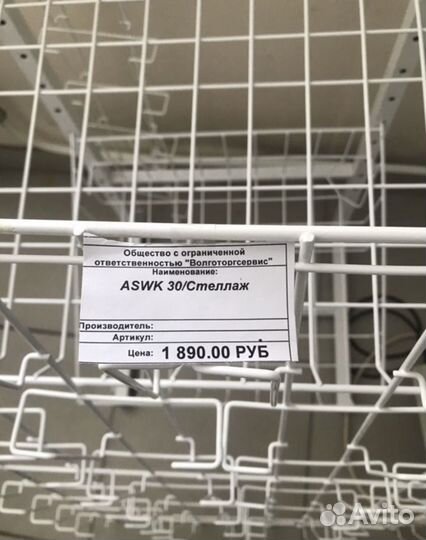 Общество с ограниченной
ответственностью "Волготоргсервис"
Наименование:
ASWK 30/Стеллаж
Производитель:
Артикул:
Цена: 1 890.00 РУБ
Avito